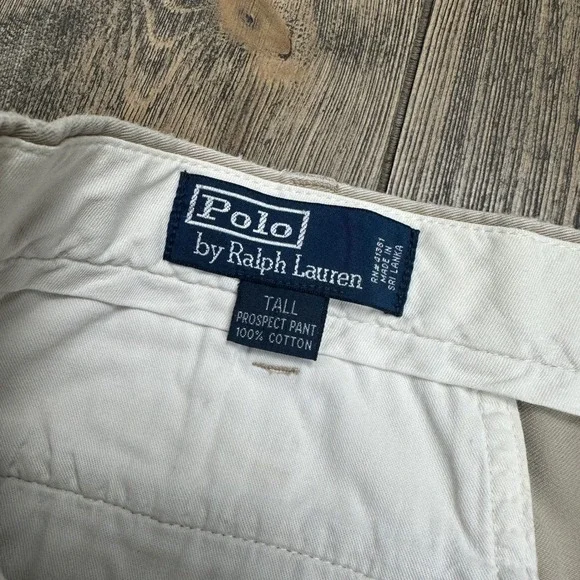 Polo
by Ralph Lauren
RN# 41381
MADE IN
SRI LANKA
TALL
PROSPECT PANT
100% COTTON